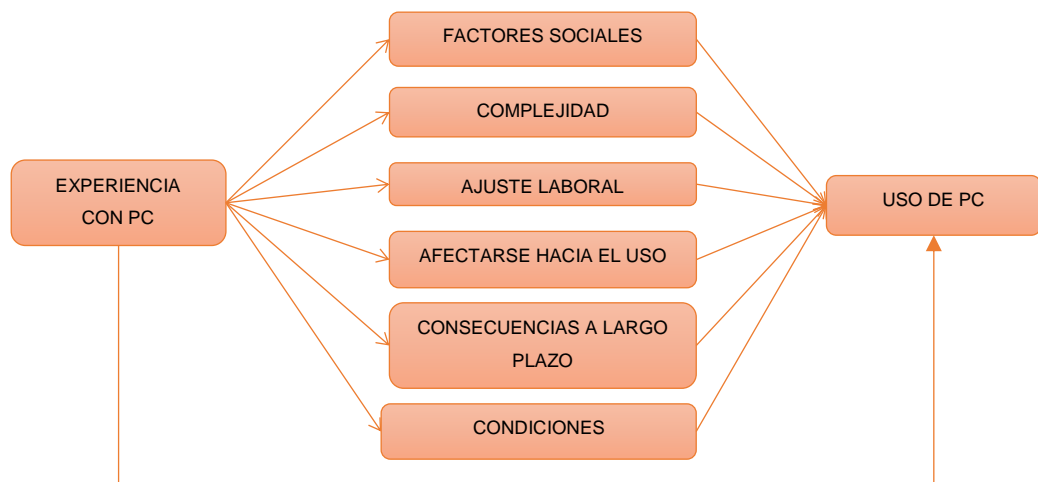 FACTORES SOCIALES
COMPLEJIDAD
EXPERIENCIA
CON PC
AJUSTE LABORAL
USO DE PC
AFECTARSE HACIA EL USO
CONSECUENCIAS A LARGO
PLAZO
CONDICIONES